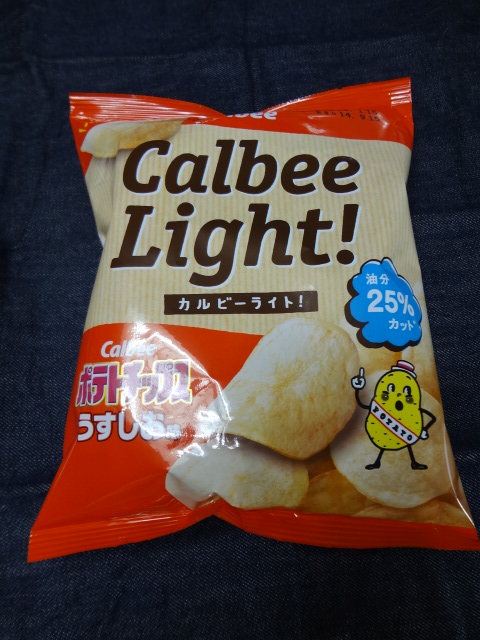 Calbee
Light!
カルビーライト!
油分
25%
カット
Calbee
ポテトチップス
うすしお味
POTATO